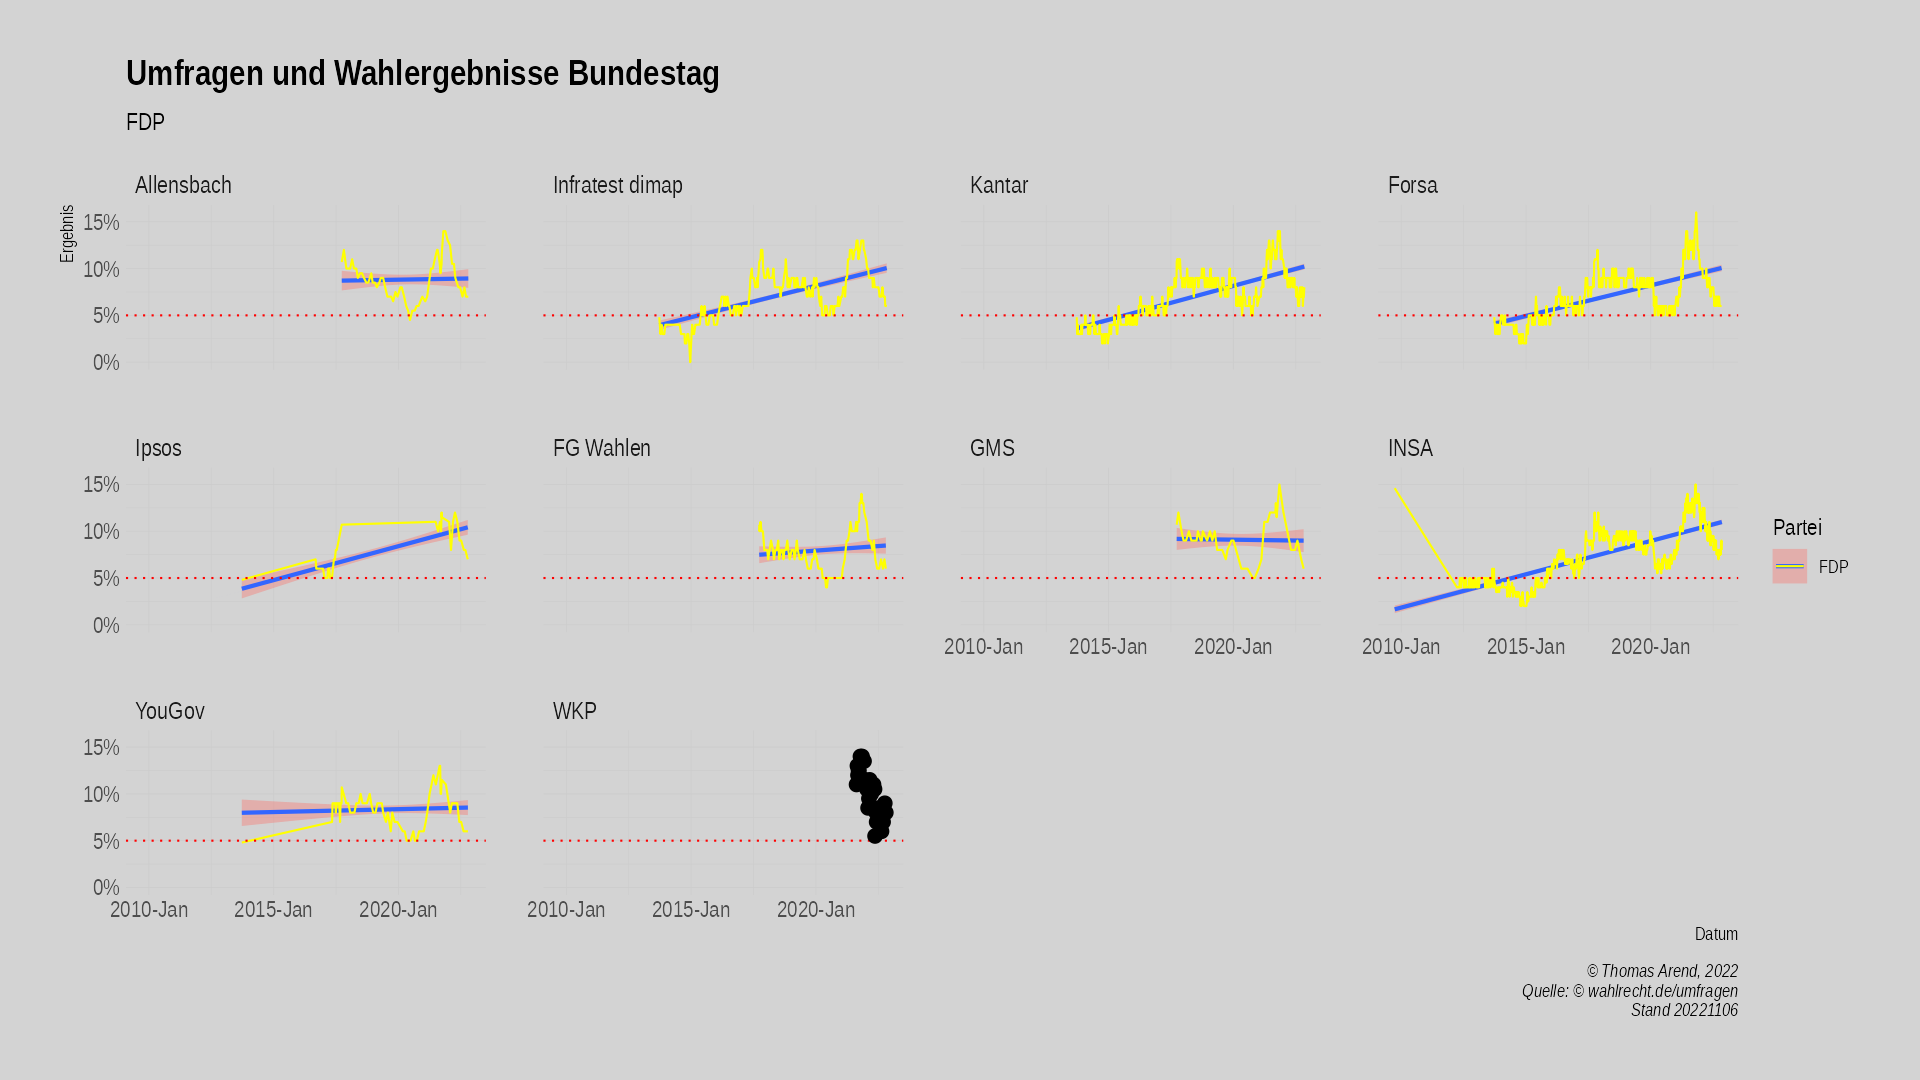 Umfragen und Wahlergebnisse Bundestag
FDP
Allensbach
Infratest dimap
Kantar
Forsa
Ergebnis
15%
10%
5%
0%
Ipsos
FG Wahlen
GMS
INSA
15%
10%
5%
0%
2010-Jan
2015-Jan
2020-Jan
2010-Jan
2015-Jan
2020-Jan
Partei
FDP
YouGov
WKP
15%
10%
5%
0%
2010-Jan
2015-Jan
2020-Jan
2010-Jan
2015-Jan
2020-Jan
Datum
© Thomas Arend, 2022
Quelle: © wahlrecht.de/umfragen
Stand 20221106